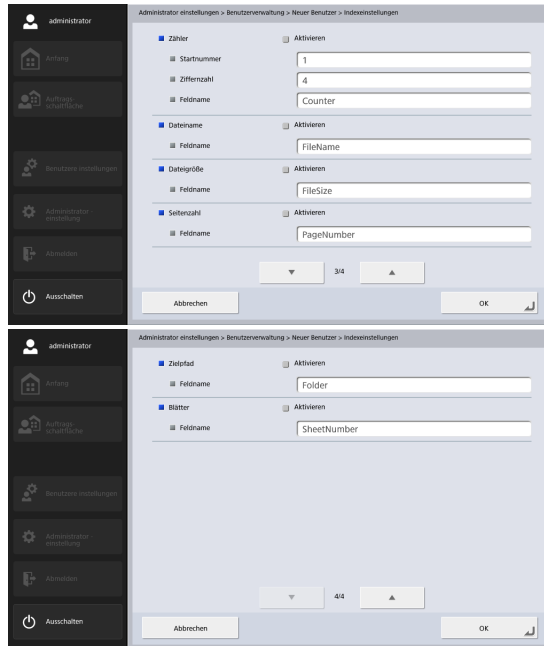 administrator
Administrator einstellungen > Benutzerverwaltung > Neuer Benutzer > Indexeinstellungen
Anfang
Auftrags-
schaltfläche
Benutzere instellungen
Administrator -
einstellung
Abmelden
Ausschalten
Zähler Aktivieren
Startnummer 1
Ziffernzahl 4
Feldname Counter
Dateiname Aktivieren
Feldname FileName
Dateigröße Aktivieren
Feldname FileSize
Seitenzahl Aktivieren
Feldname PageNumber
3/4
Abbrechen OK
administrator
Administrator einstellungen > Benutzerverwaltung > Neuer Benutzer > Indexeinstellungen
Anfang
Auftrags-
schaltfläche
Benutzere instellungen
Administrator -
einstellung
Abmelden
Ausschalten
Zielpfad Aktivieren
Feldname Folder
Blätter Aktivieren
Feldname SheetNumber
4/4
Abbrechen OK